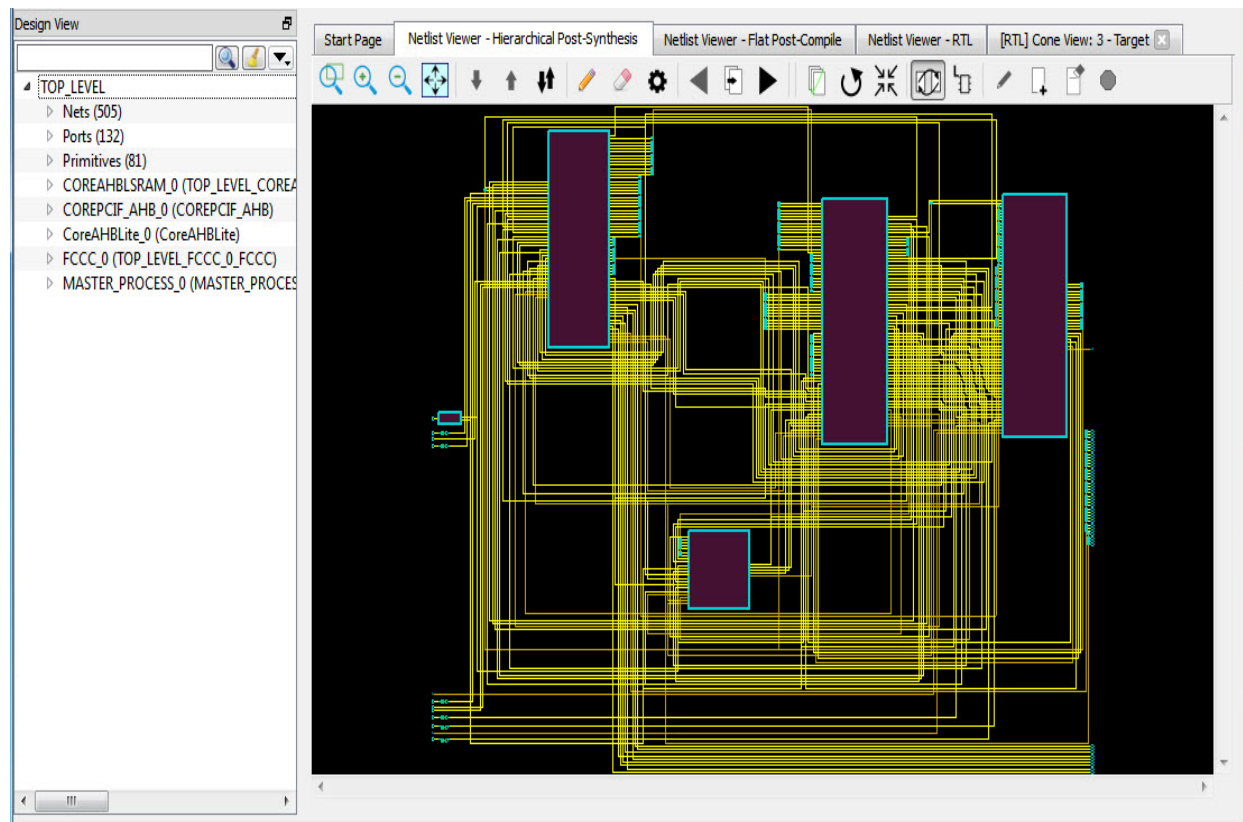 Design View
Start Page
Netlist Viewer - Hierarchical Post-Synthesis
Netlist Viewer - Flat Post-Compile
Netlist Viewer - RTL
[RTL] Cone View: 3 - Target
TOP_LEVEL
Nets (505)
Ports (132)
Primitives (81)
COREAHBLSRAM_0 (TOP_LEVEL_COREA
COREPCIF_AHB_0 (COREPCIF_AHB)
CoreAHBLite_0 (CoreAHBLite)
FCCC_0 (TOP_LEVEL_FCCC_0_FCCC)
MASTER_PROCESS_0 (MASTER_PROCES